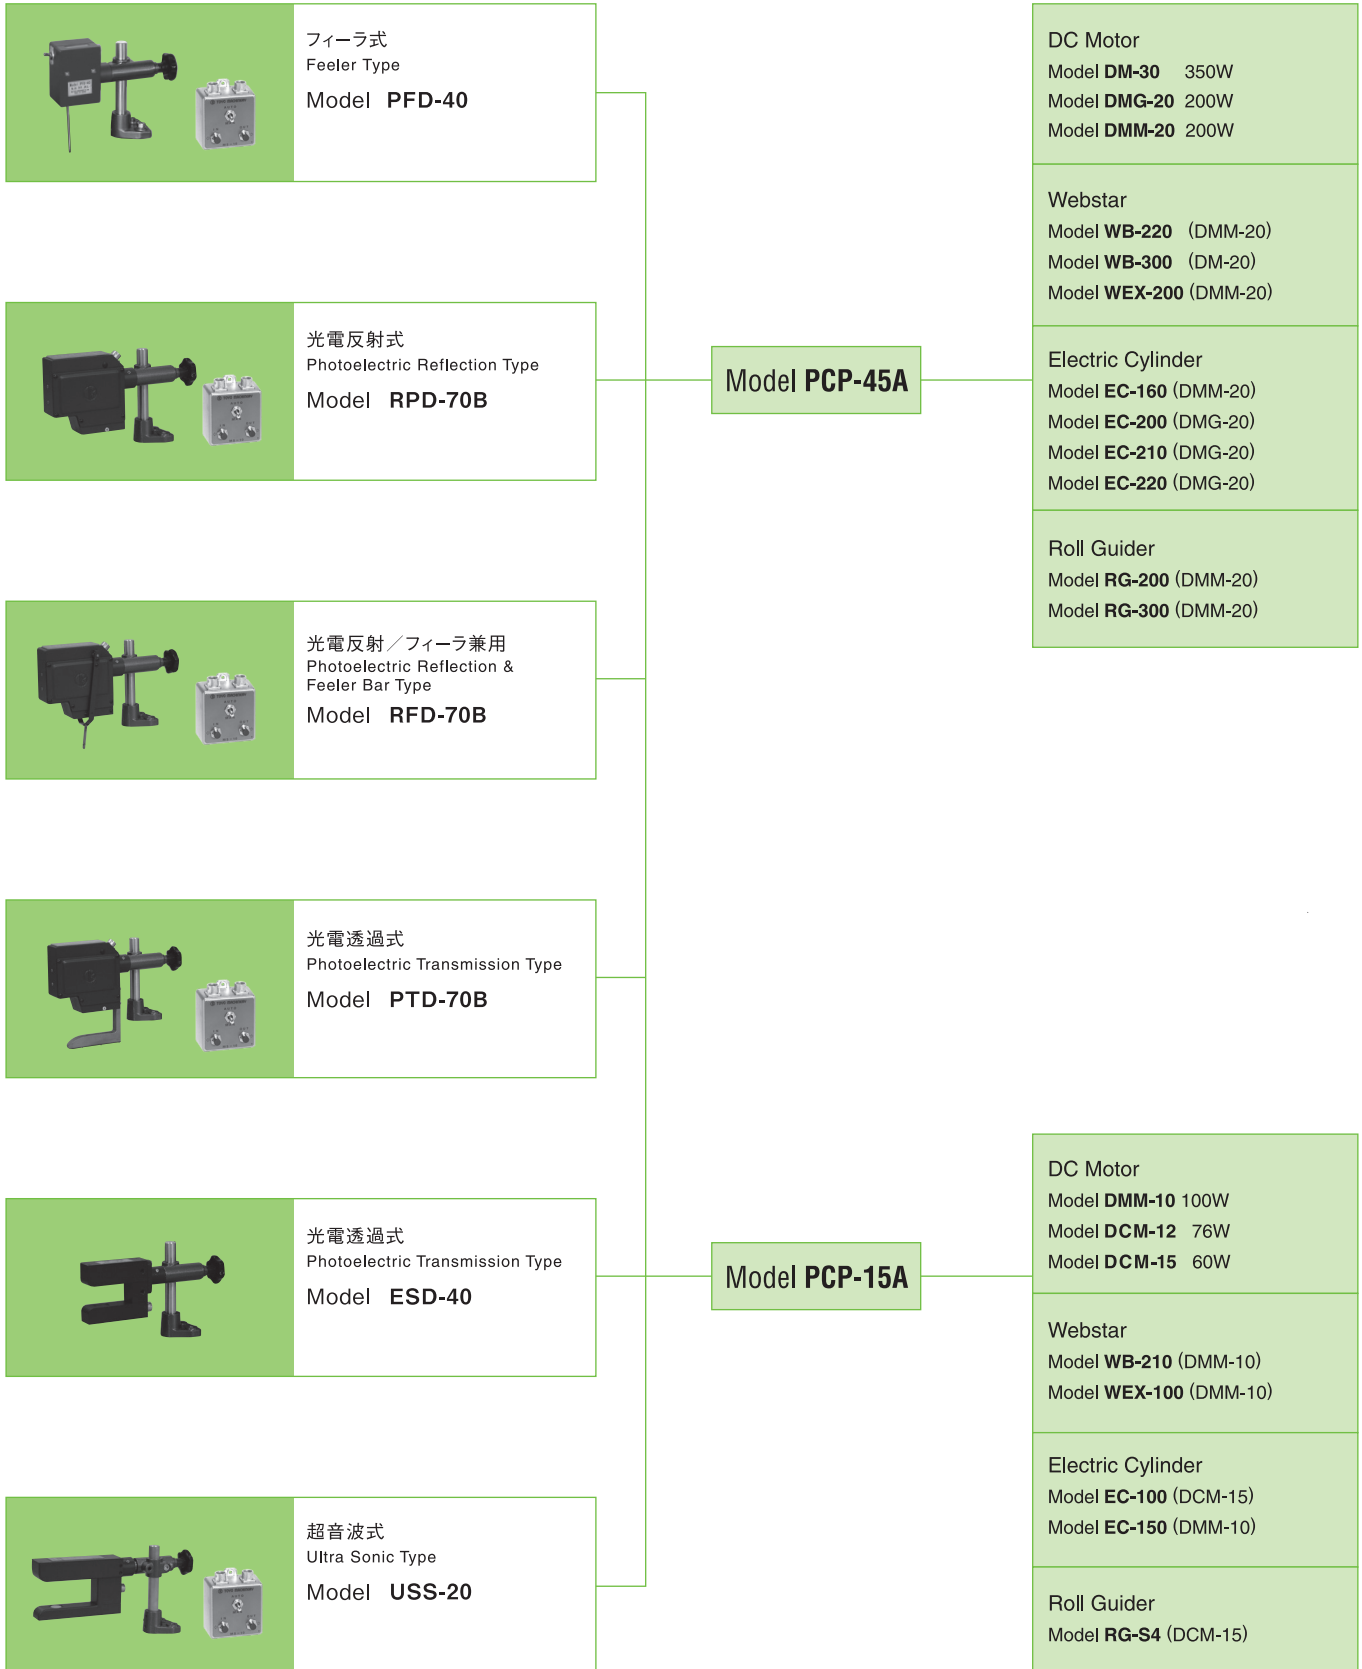 フィーラ式
Feeler Type
Model PFD-40
光電反射式
Photoelectric Reflection Type
Model RPD-70B
光電反射／フィーラ兼用
Photoelectric Reflection &
Feeler Bar Type
Model RFD-70B
光電透過式
Photoelectric Transmission Type
Model PTD-70B
光電透過式
Photoelectric Transmission Type
Model ESD-40
超音波式
Ultra Sonic Type
Model USS-20
Model PCP-45A
Model PCP-15A
DC Motor
Model DM-30 350W
Model DMG-20 200W
Model DMM-20 200W
Webstar
Model WB-220 (DMM-20)
Model WB-300 (DM-20)
Model WEX-200 (DMM-20)
Electric Cylinder
Model EC-160 (DMM-20)
Model EC-200 (DMG-20)
Model EC-210 (DMG-20)
Model EC-220 (DMG-20)
Roll Guider
Model RG-200 (DMM-20)
Model RG-300 (DMM-20)
DC Motor
Model DMM-10 100W
Model DCM-12 76W
Model DCM-15 60W
Webstar
Model WB-210 (DMM-10)
Model WEX-100 (DMM-10)
Electric Cylinder
Model EC-100 (DCM-15)
Model EC-150 (DMM-10)
Roll Guider
Model RG-S4 (DCM-15)